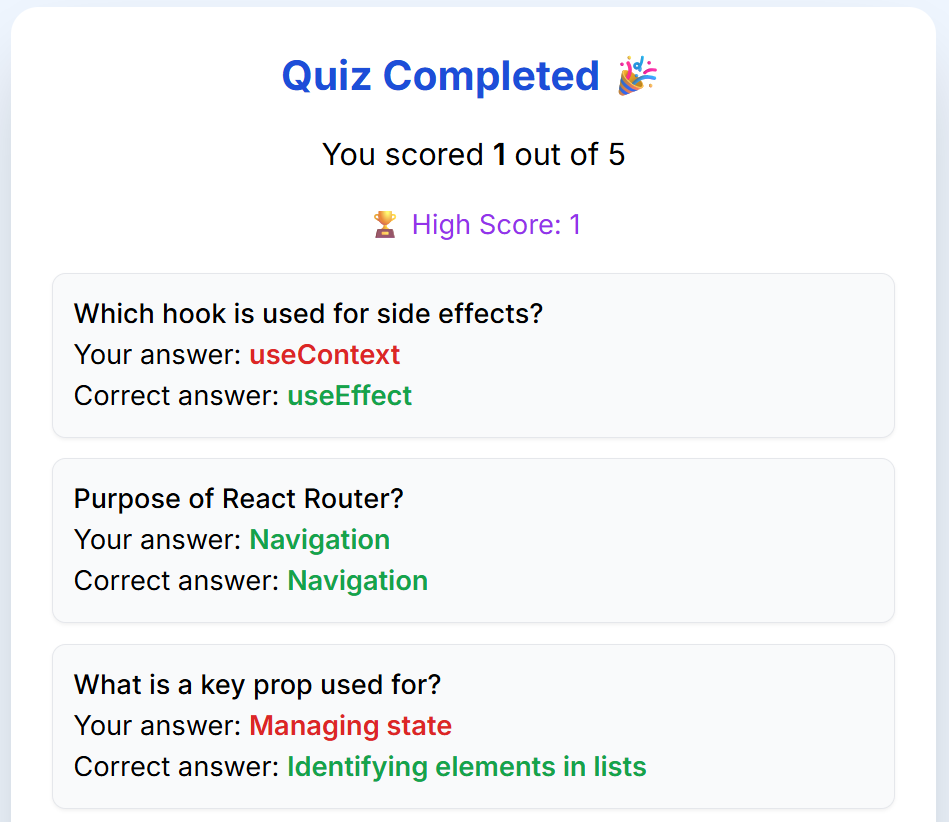 Quiz Completed 🎉
You scored 1 out of 5
🏆 High Score: 1
Which hook is used for side effects?
Your answer: useContext
Correct answer: useEffect
Purpose of React Router?
Your answer: Navigation
Correct answer: Navigation
What is a key prop used for?
Your answer: Managing state
Correct answer: Identifying elements in lists